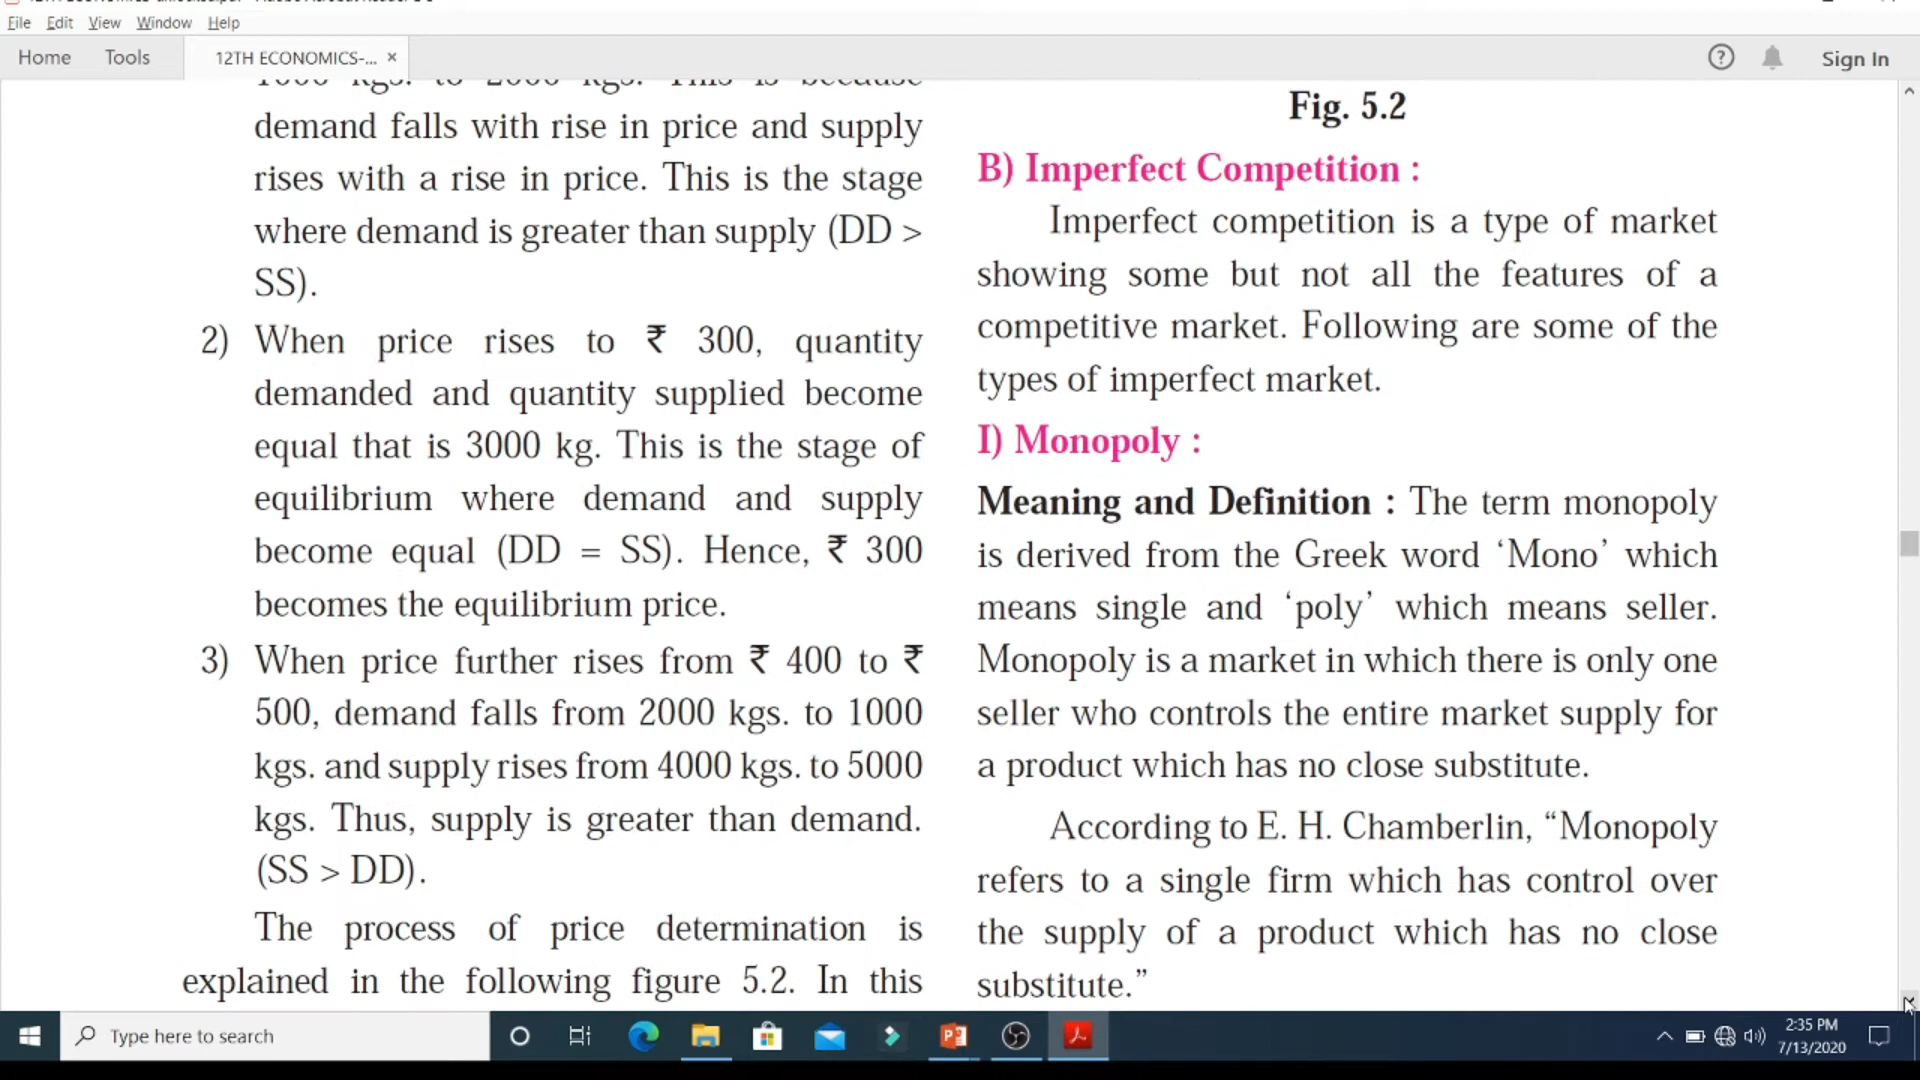 File Edit View Window Help
Home Tools 12TH ECONOMICS-... × Sign In
1000 kgs. to 2000 kgs. This is because
demand falls with rise in price and supply
rises with a rise in price. This is the stage
where demand is greater than supply (DD >
SS).
2) When price rises to ₹ 300, quantity
demanded and quantity supplied become
equal that is 3000 kg. This is the stage of
equilibrium where demand and supply
become equal (DD = SS). Hence, ₹ 300
becomes the equilibrium price.
3) When price further rises from ₹ 400 to ₹
500, demand falls from 2000 kgs. to 1000
kgs. and supply rises from 4000 kgs. to 5000
kgs. Thus, supply is greater than demand.
(SS > DD).
The process of price determination is
explained in the following figure 5.2. In this
Fig. 5.2
B) Imperfect Competition :
Imperfect competition is a type of market
showing some but not all the features of a
competitive market. Following are some of the
types of imperfect market.
I) Monopoly :
Meaning and Definition : The term monopoly
is derived from the Greek word ‘Mono’ which
means single and ‘poly’ which means seller.
Monopoly is a market in which there is only one
seller who controls the entire market supply for
a product which has no close substitute.
According to E. H. Chamberlin, “Monopoly
refers to a single firm which has control over
the supply of a product which has no close
substitute.”
Type here to search
2:35 PM
7/13/2020